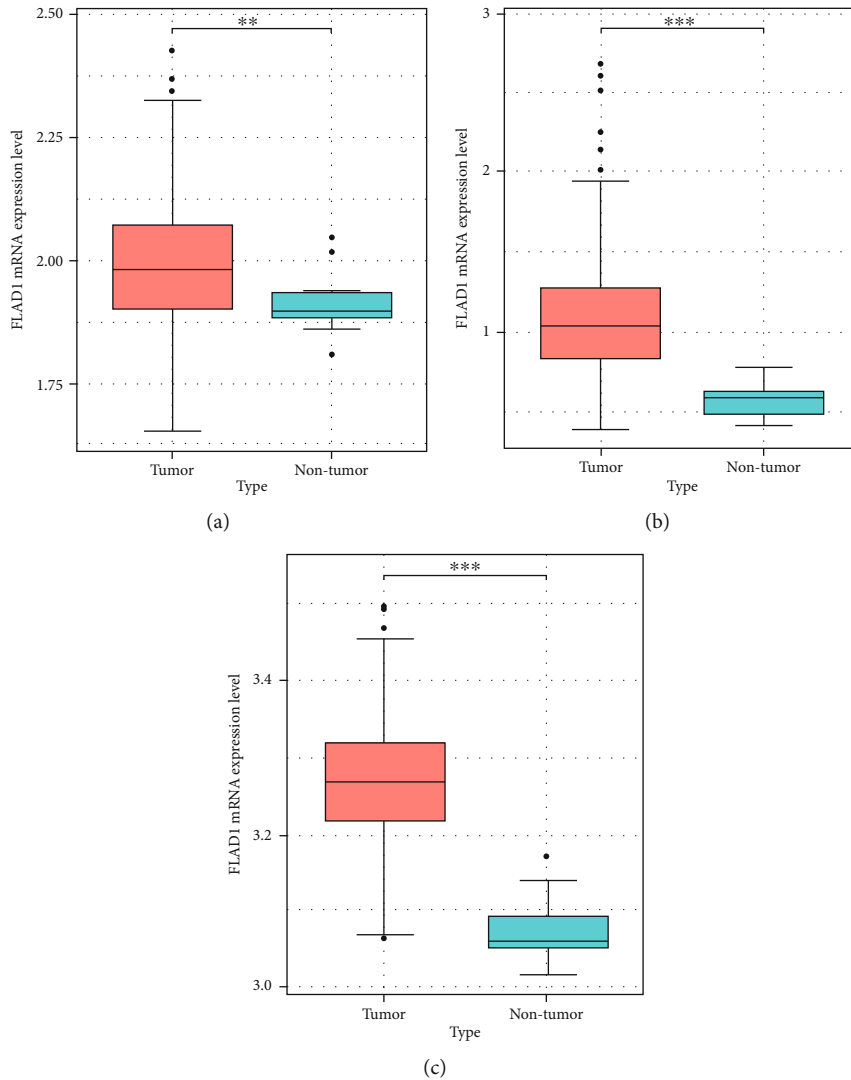 **
2.50
2.25
2.00
1.75
FLAD1 mRNA expression level
Tumor
Non-tumor
Type
(a)
***
3
2
1
FLAD1 mRNA expression level
Tumor
Non-tumor
Type
(b)
***
3.4
3.2
3.0
FLAD1 mRNA expression level
Tumor
Non-tumor
Type
(c)